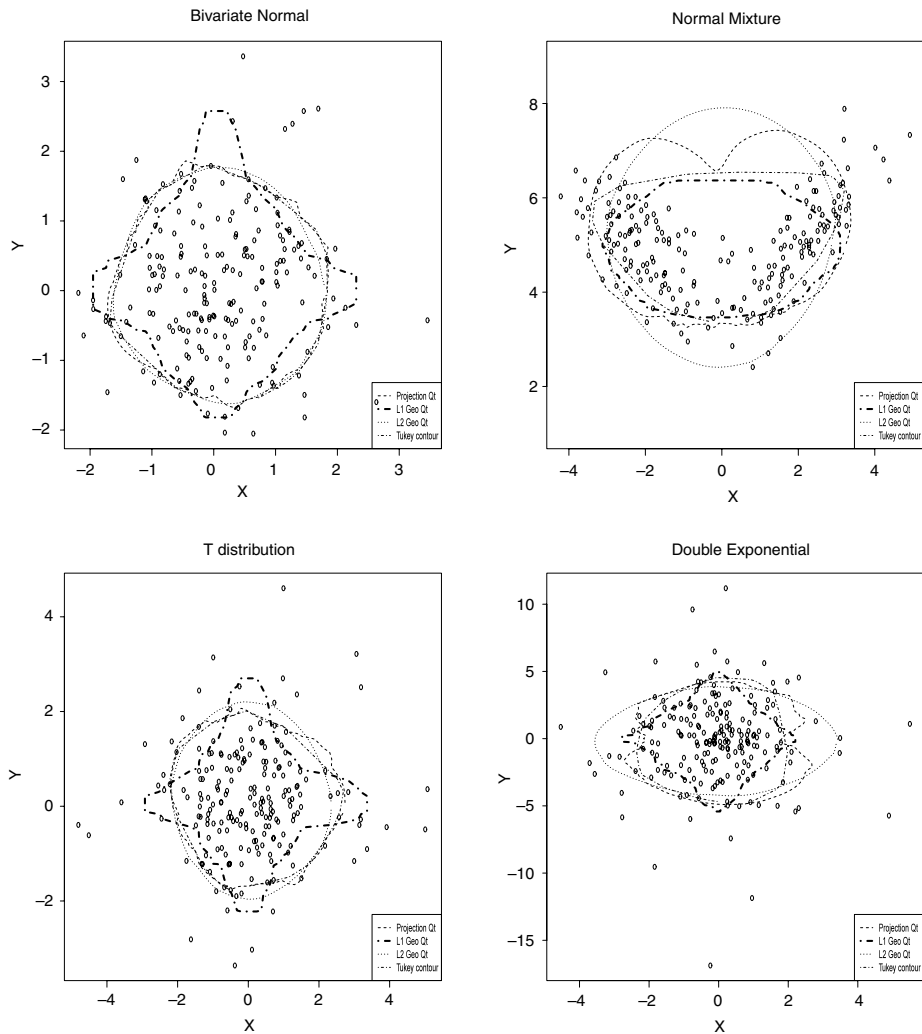 Bivariate Normal
Y
3
2
1
0
−1
−2
−2 −1 0 1 2 3
X
Projection Qt
L1 Geo Qt
L2 Geo Qt
Tukey contour
Normal Mixture
Y
8
6
4
2
−4 −2 0 2 4
X
Projection Qt
L1 Geo Qt
L2 Geo Qt
Tukey contour
T distribution
Y
4
2
0
−2
−4 −2 0 2 4
X
Projection Qt
L1 Geo Qt
L2 Geo Qt
Tukey contour
Double Exponential
Y
10
5
0
−5
−10
−15
−4 −2 0 2 4
X
Projection Qt
L1 Geo Qt
L2 Geo Qt
Tukey contour